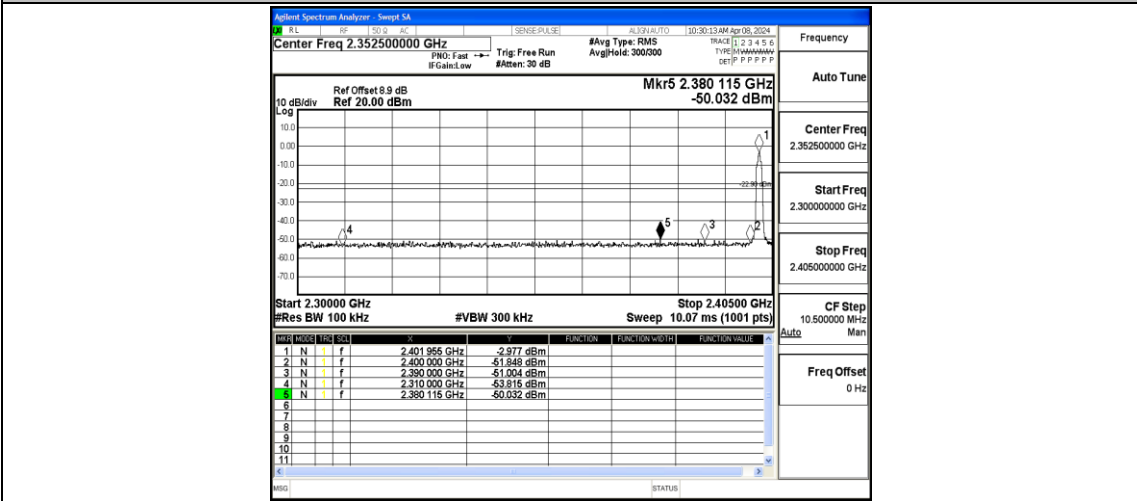 Agilent Spectrum Analyzer - Swept SA
RL RF 50 Ω AC SENSE:PULSE ALIGN AUTO 10:30:13 AM Apr 08, 2024
Center Freq 2.352500000 GHz
PNO: Fast
IFGain:Low
Trig: Free Run
#Atten: 30 dB
#Avg Type: RMS
Avg|Hold: 300/300
TRACE 1 2 3 4 5 6
TYPE M W W W W W
DET P P P P P P
Frequency
Auto Tune
Mkr5 2.380 115 GHz
-50.032 dBm
Ref Offset 8.9 dB
10 dB/div Ref 20.00 dBm
Log
10.0
0.00
-10.0
-20.0
-30.0
-40.0
-50.0
-60.0
-70.0
1
4
5
3
2
Start 2.30000 GHz Stop 2.40500 GHz
#Res BW 100 kHz #VBW 300 kHz Sweep 10.07 ms (1001 pts)
Center Freq
2.352500000 GHz
Start Freq
2.300000000 GHz
Stop Freq
2.405000000 GHz
CF Step
10.500000 MHz
Auto Man
Freq Offset
0 Hz
MKR MODE TRC SCL X Y FUNCTION FUNCTION WIDTH FUNCTION VALUE
1 N 1 f 2.401 955 GHz -2.977 dBm
2 N 1 f 2.400 000 GHz -51.848 dBm
3 N 1 f 2.390 000 GHz -51.004 dBm
4 N 1 f 2.310 000 GHz -53.815 dBm
5 N 1 f 2.380 115 GHz -50.032 dBm
6
7
8
9
10
11
MSG STATUS